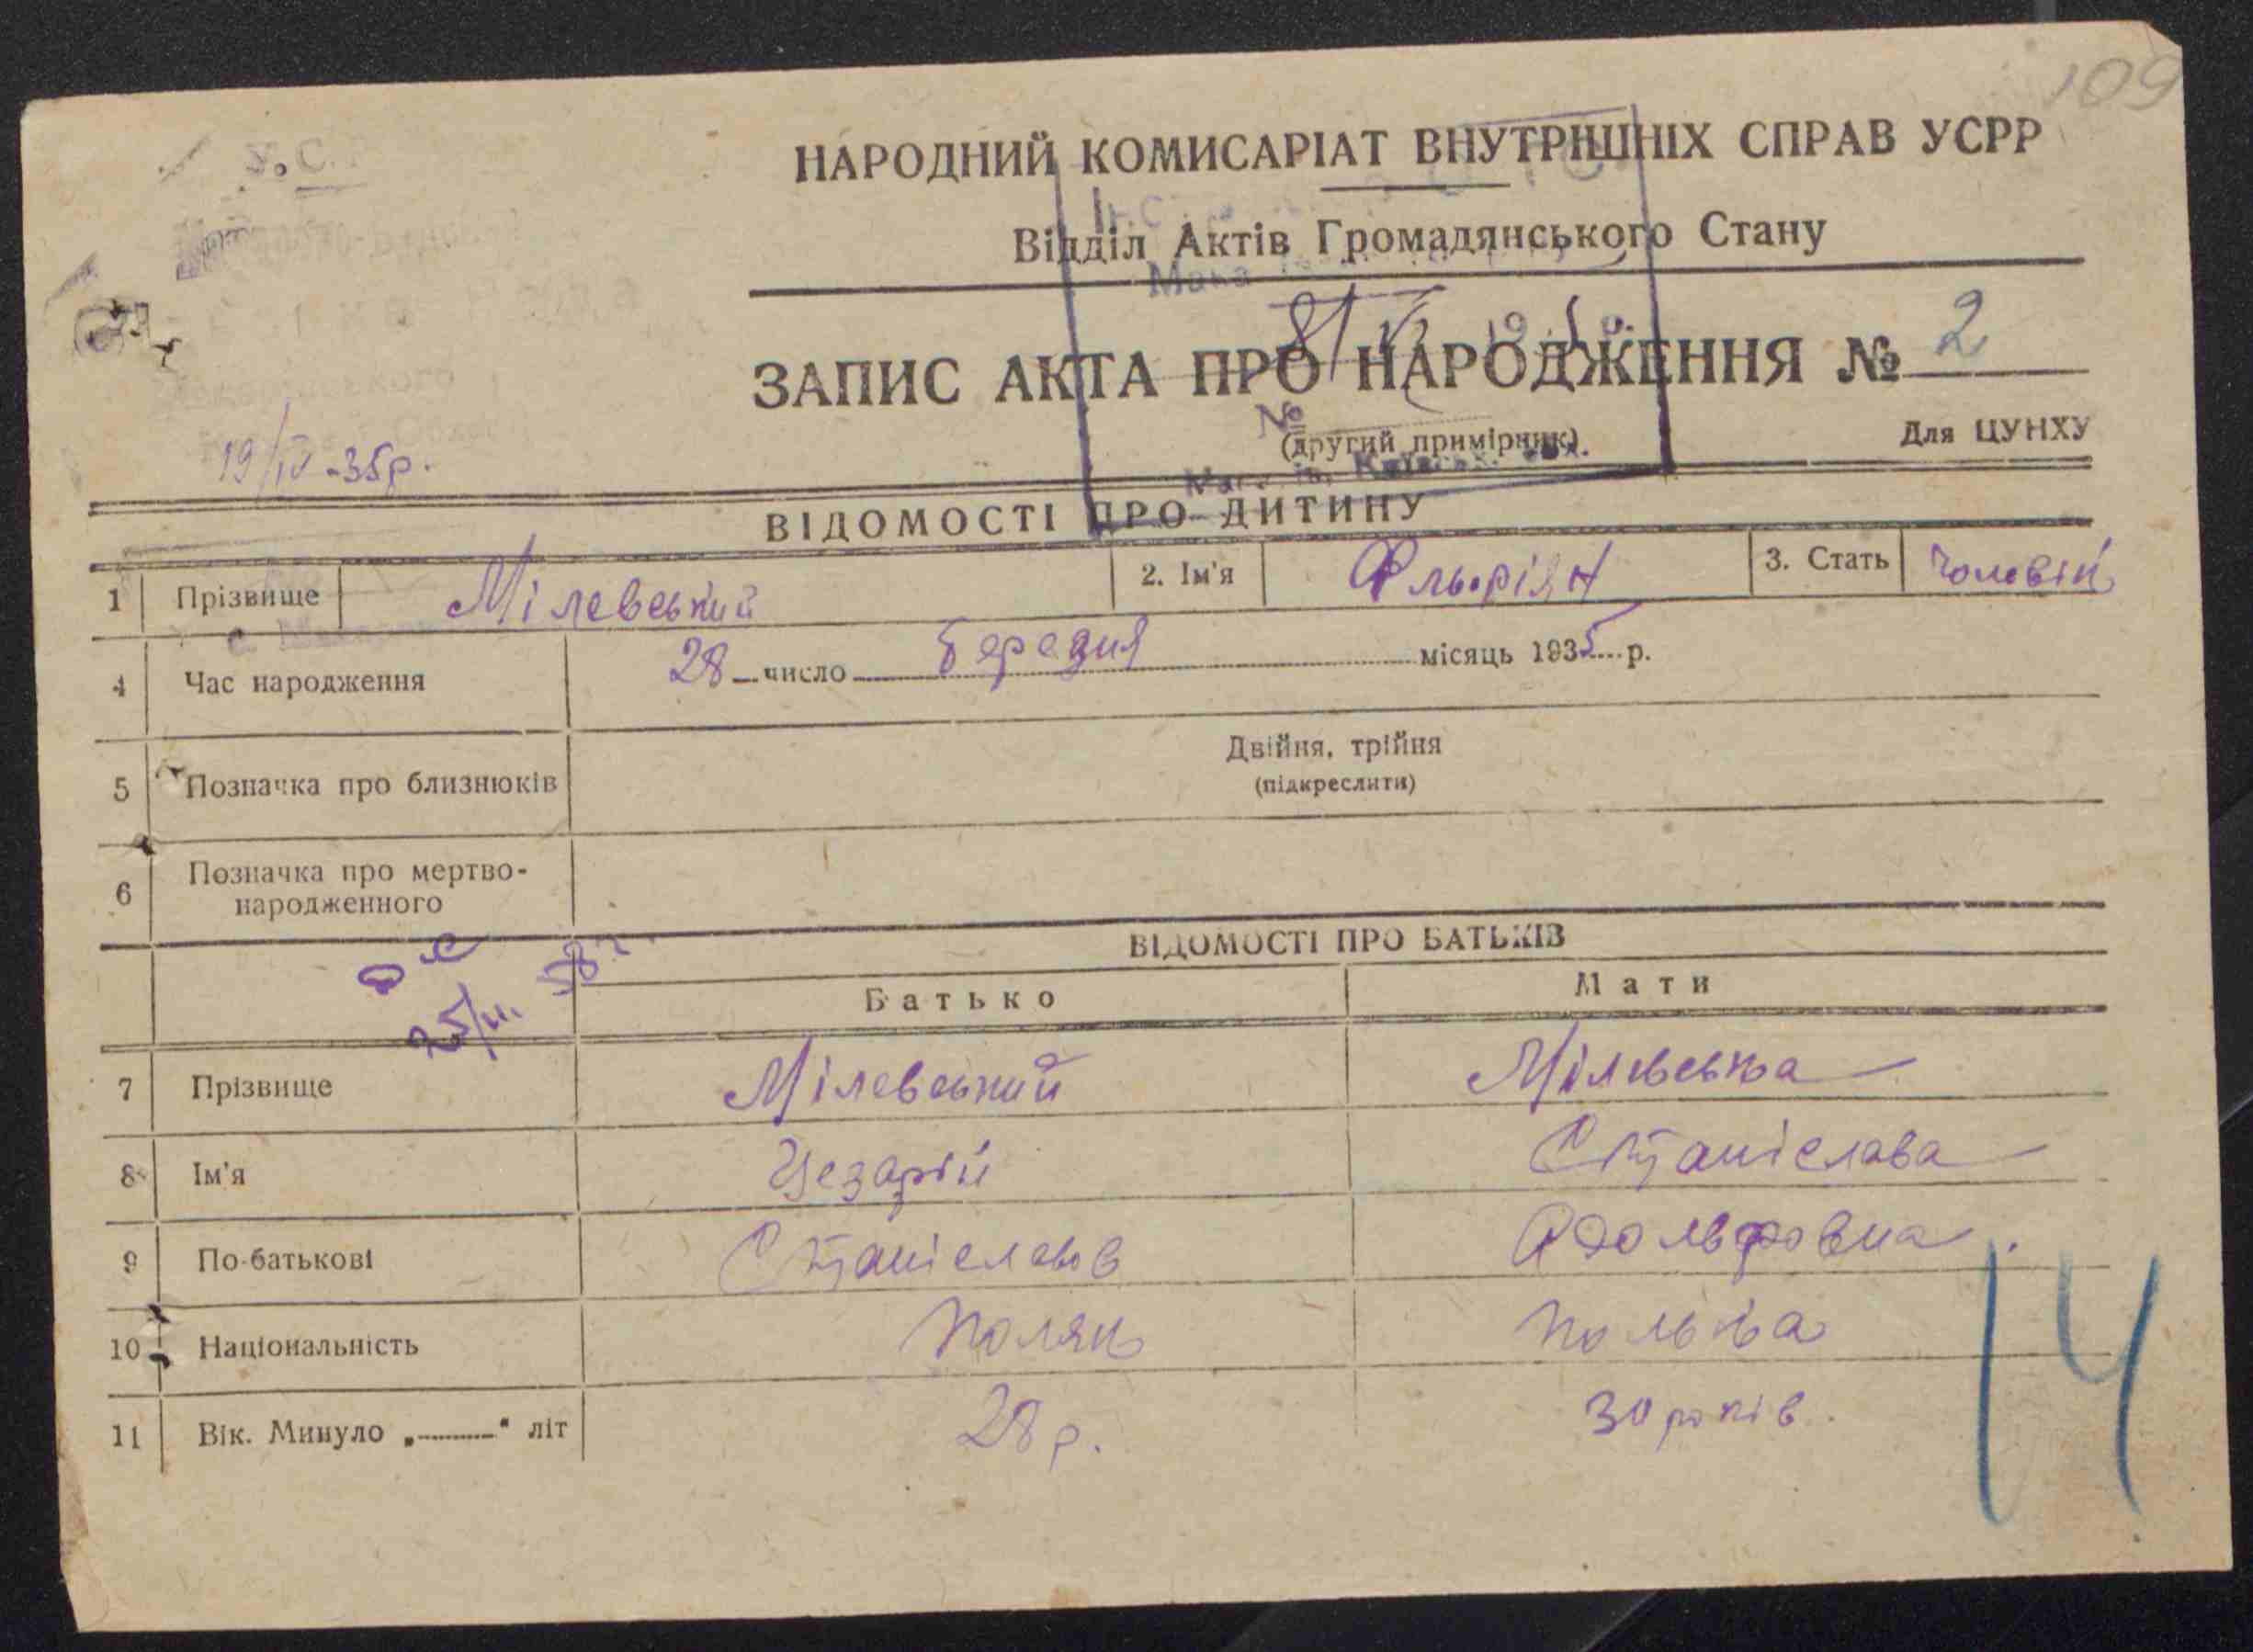 109
У. С.
НАРОДНИЙ КОМИСАРІАТ ВНУТРІШНІХ СПРАВ УСРР
Відділ Актів Громадянського Стану
ЗАПИС АКТА ПРО НАРОДЖЕННЯ № 2
(другий примірник)
Для ЦУНХУ
19/IV-35р.
ВІДОМОСТІ ПРО ДИТИНУ
1 Прізвище Мілевський 2. Ім'я Фльоріян 3. Стать Чоловіч
4 Час народження 28 число березня місяць 1935 р.
5 Позначка про близнюків Двійня, трійня
(підкреслити)
6 Позначка про мертво-
народженного
ВІДОМОСТІ ПРО БАТЬКІВ
Батько Мати
7 Прізвище Мілевський Мілевська
8 Ім'я Цезарій Станіслава
9 По-батькові Станіславов Адольфовна
10 Національність Поляк Полька
11 Вік. Минуло „ “ літ 28 р. 30 років
14